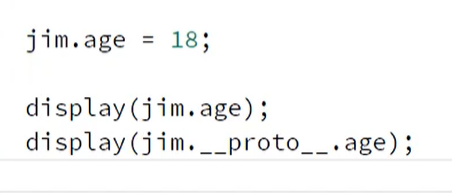 jim.age = 18;
display(jim.age);
display(jim.__proto__.age);